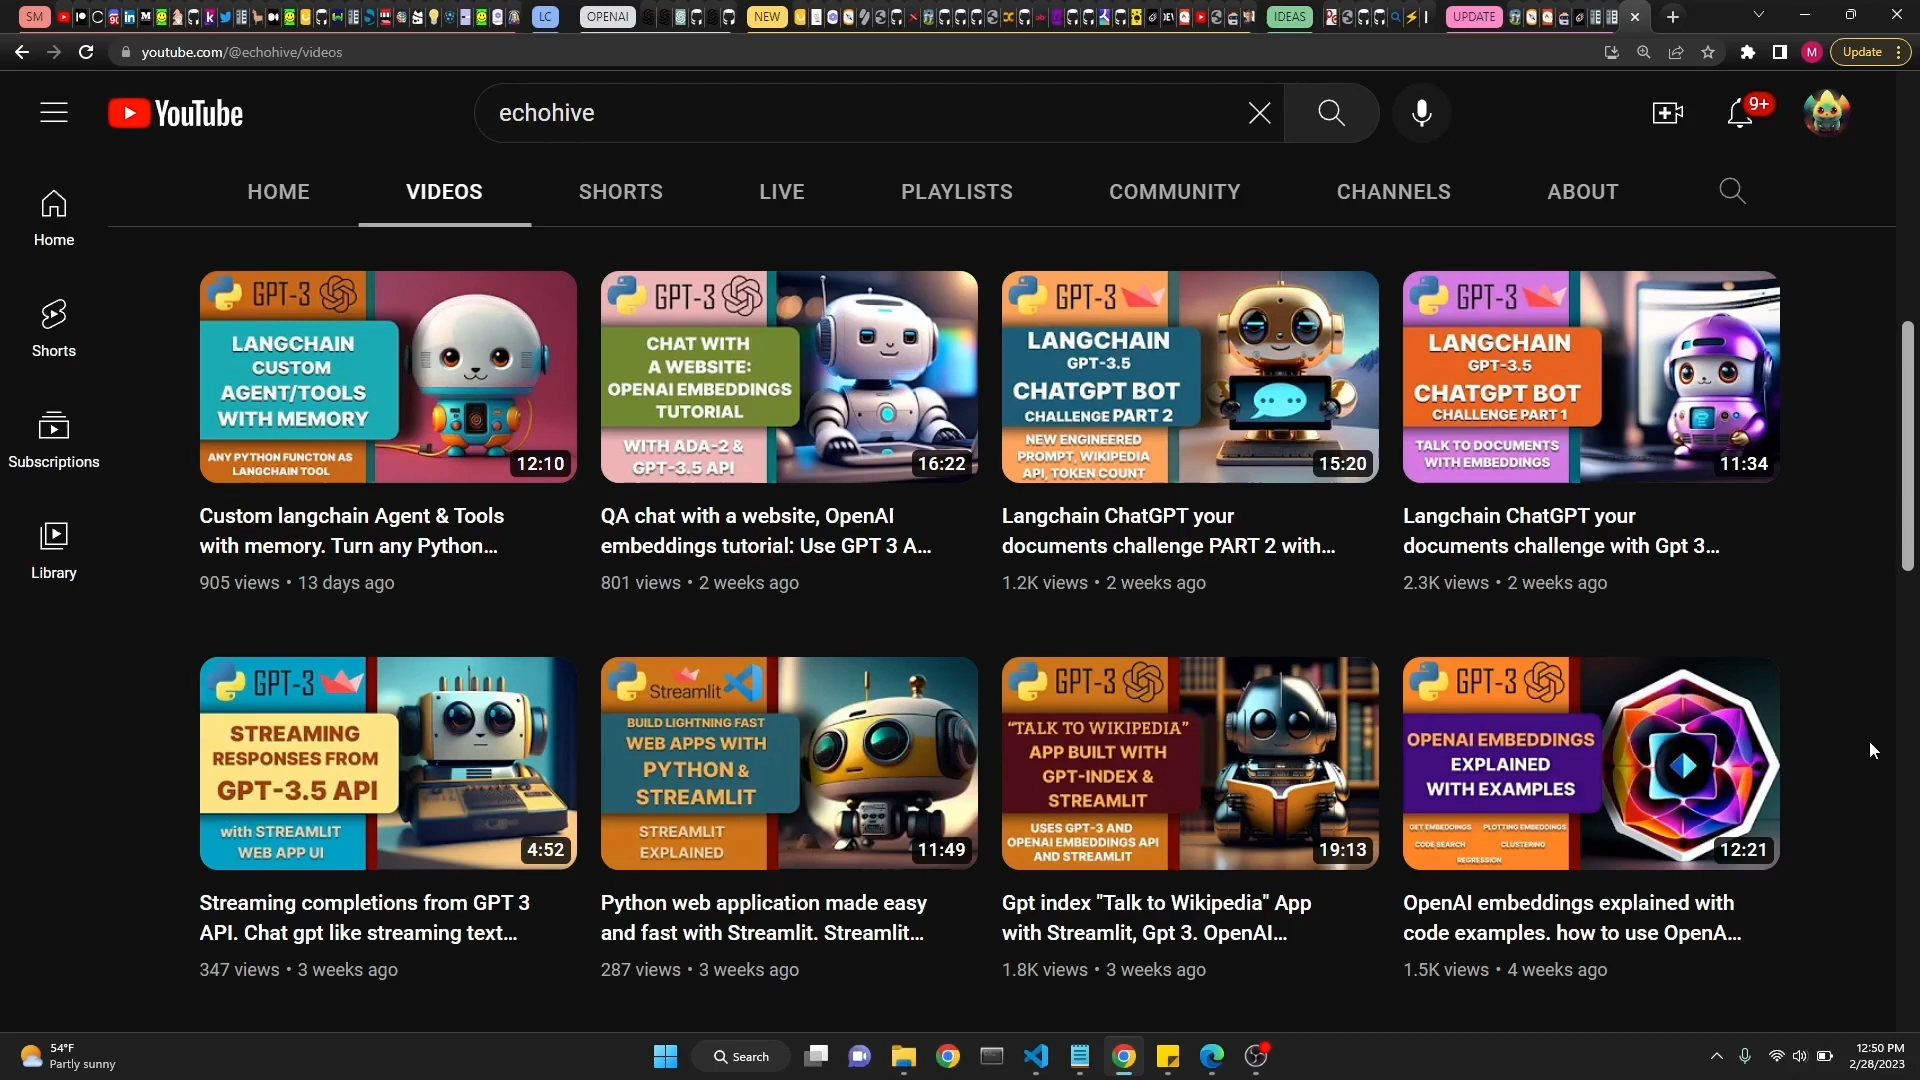 SM
LC
OPENAI
NEW
IDEAS
UPDATE
youtube.com/@echohive/videos
M
Update
YouTube
echohive
9+
HOME
VIDEOS
SHORTS
LIVE
PLAYLISTS
COMMUNITY
CHANNELS
ABOUT
Home
Shorts
Subscriptions
Library
GPT-3
LANGCHAIN
CUSTOM
AGENT/TOOLS
WITH MEMORY
ANY PYTHON FUNCTON AS
LANGCHAIN TOOL
12:10
Custom langchain Agent & Tools
with memory. Turn any Python...
905 views • 13 days ago
GPT-3
CHAT WITH
A WEBSITE:
OPENAI EMBEDDINGS
TUTORIAL
WITH ADA-2 &
GPT-3.5 API
16:22
QA chat with a website, OpenAI
embeddings tutorial: Use GPT 3 A...
801 views • 2 weeks ago
GPT-3
LANGCHAIN
GPT-3.5
CHATGPT BOT
CHALLENGE PART 2
NEW ENGINEERED
PROMPT, WIKIPEDIA
API, TOKEN COUNT
15:20
Langchain ChatGPT your
documents challenge PART 2 with...
1.2K views • 2 weeks ago
GPT-3
LANGCHAIN
GPT-3.5
CHATGPT BOT
CHALLENGE PART 1
TALK TO DOCUMENTS
WITH EMBEDDINGS
11:34
Langchain ChatGPT your
documents challenge with Gpt 3...
2.3K views • 2 weeks ago
GPT-3
STREAMING
RESPONSES FROM
GPT-3.5 API
with STREAMLIT
WEB APP UI
4:52
Streaming completions from GPT 3
API. Chat gpt like streaming text...
347 views • 3 weeks ago
Streamlit
BUILD LIGHTNING FAST
WEB APPS WITH
PYTHON &
STREAMLIT
STREAMLIT
EXPLAINED
11:49
Python web application made easy
and fast with Streamlit. Streamlit...
287 views • 3 weeks ago
GPT-3
“TALK TO WIKIPEDIA”
APP BUILT WITH
GPT-INDEX &
STREAMLIT
USES GPT-3 AND
OPENAI EMBEDDINGS API
AND STREAMLIT
19:13
Gpt index "Talk to Wikipedia" App
with Streamlit, Gpt 3. OpenAI...
1.8K views • 3 weeks ago
GPT-3
OPENAI EMBEDDINGS
EXPLAINED
WITH EXAMPLES
GET EMBEDDINGS
PLOTTING EMBEDDINGS
CODE SEARCH
CLUSTERING
REGRESSION
12:21
OpenAI embeddings explained with
code examples. how to use OpenA...
1.5K views • 4 weeks ago
54°F
Partly sunny
Search
12:50 PM
2/28/2023